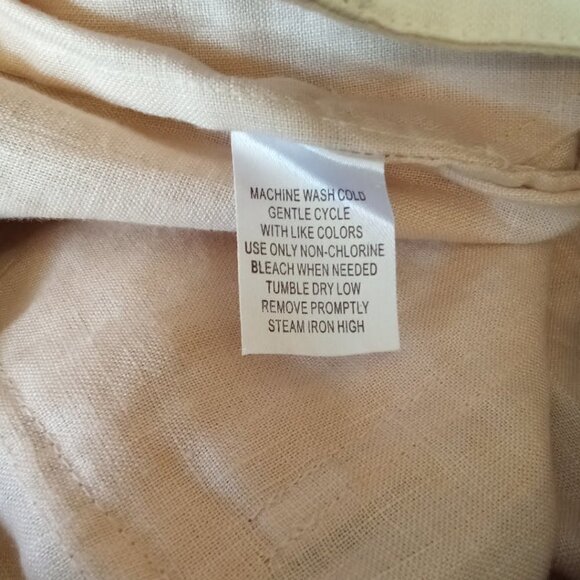 MACHINE WASH COLD
GENTLE CYCLE
WITH LIKE COLORS
USE ONLY NON-CHLORINE
BLEACH WHEN NEEDED
TUMBLE DRY LOW
REMOVE PROMPTLY
STEAM IRON HIGH